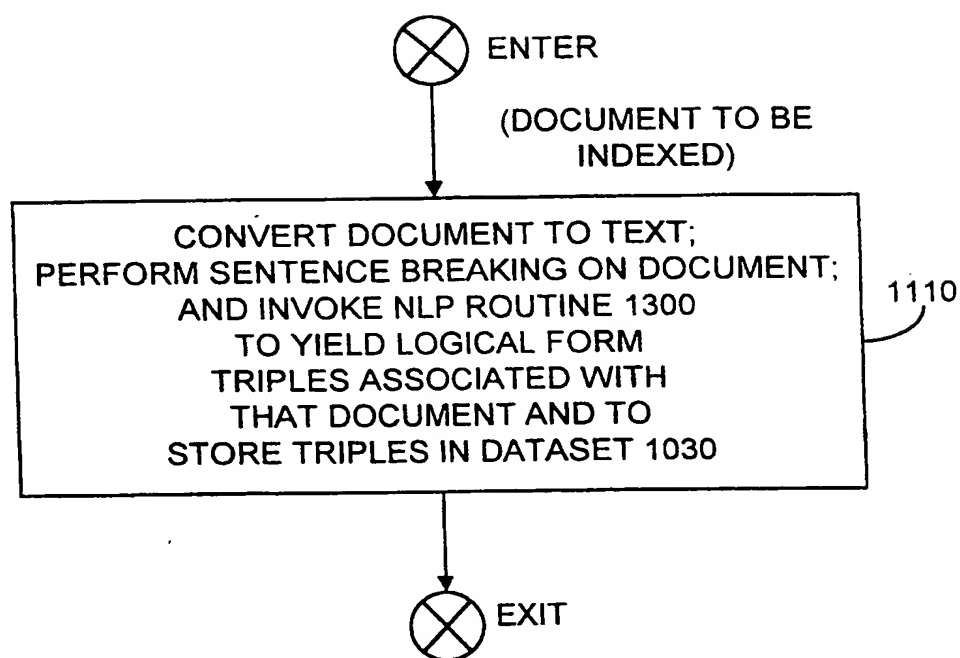 ENTER
(DOCUMENT TO BE
INDEXED)
CONVERT DOCUMENT TO TEXT;
PERFORM SENTENCE BREAKING ON DOCUMENT;
AND INVOKE NLP ROUTINE 1300
TO YIELD LOGICAL FORM
TRIPLES ASSOCIATED WITH
THAT DOCUMENT AND TO
STORE TRIPLES IN DATASET 1030
1110
EXIT